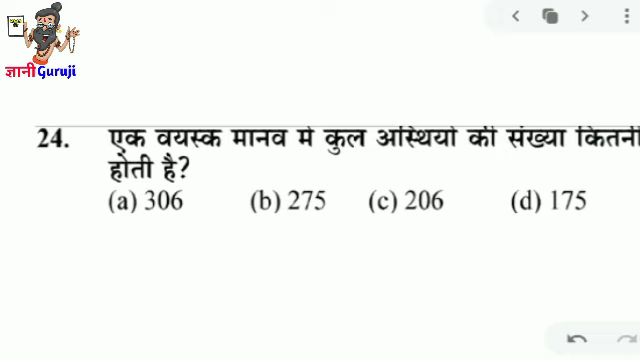 ज्ञानीGuruji
24. एक वयस्क मानव मे कुल अस्थियो की संख्या कितनी
होती है?
(a) 306 (b) 275 (c) 206 (d) 175